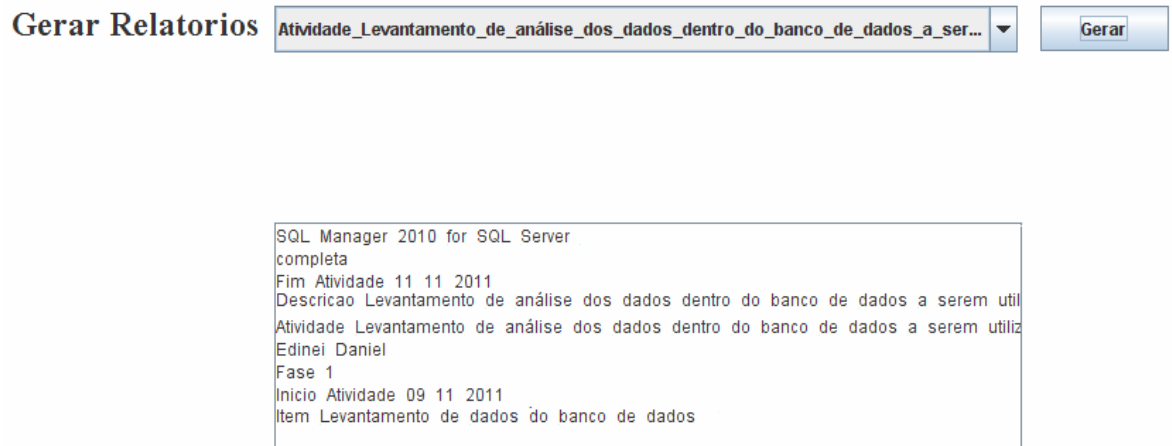 Gerar Relatorios Atividade_Levantamento_de_análise_dos_dados_dentro_do_banco_de_dados_a_ser... Gerar
SQL Manager 2010 for SQL Server
completa
Fim Atividade 11 11 2011
Descricao Levantamento de análise dos dados dentro do banco de dados a serem util
Atividade Levantamento de análise dos dados dentro do banco de dados a serem utiliz
Edinei Daniel
Fase 1
Inicio Atividade 09 11 2011
Item Levantamento de dados do banco de dados